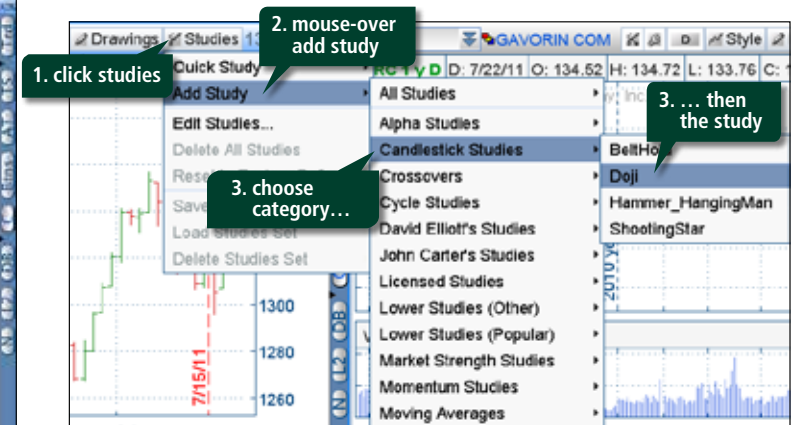 Drawings Studies
GAVORIN COM Style
D: 7/22/11 O: 134.52 H: 134.72 L: 133.76 C:
1. click studies
2. mouse-over
add study
3. choose
category…
3. … then
the study
Quick Study
Add Study
Edit Studies...
Delete All Studies
Save
Load Studies Set
Delete Studies Set
All Studies
Alpha Studies
Candlestick Studies
Crossovers
Cycle Studies
David Elliott's Studies
John Carter's Studies
Licensed Studies
Lower Studies (Other)
Lower Studies (Popular)
Market Strength Studies
Momentum Studies
Moving Averages
Doji
Hammer_HangingMan
ShootingStar
7/15/11
1300
1280
1260
L2